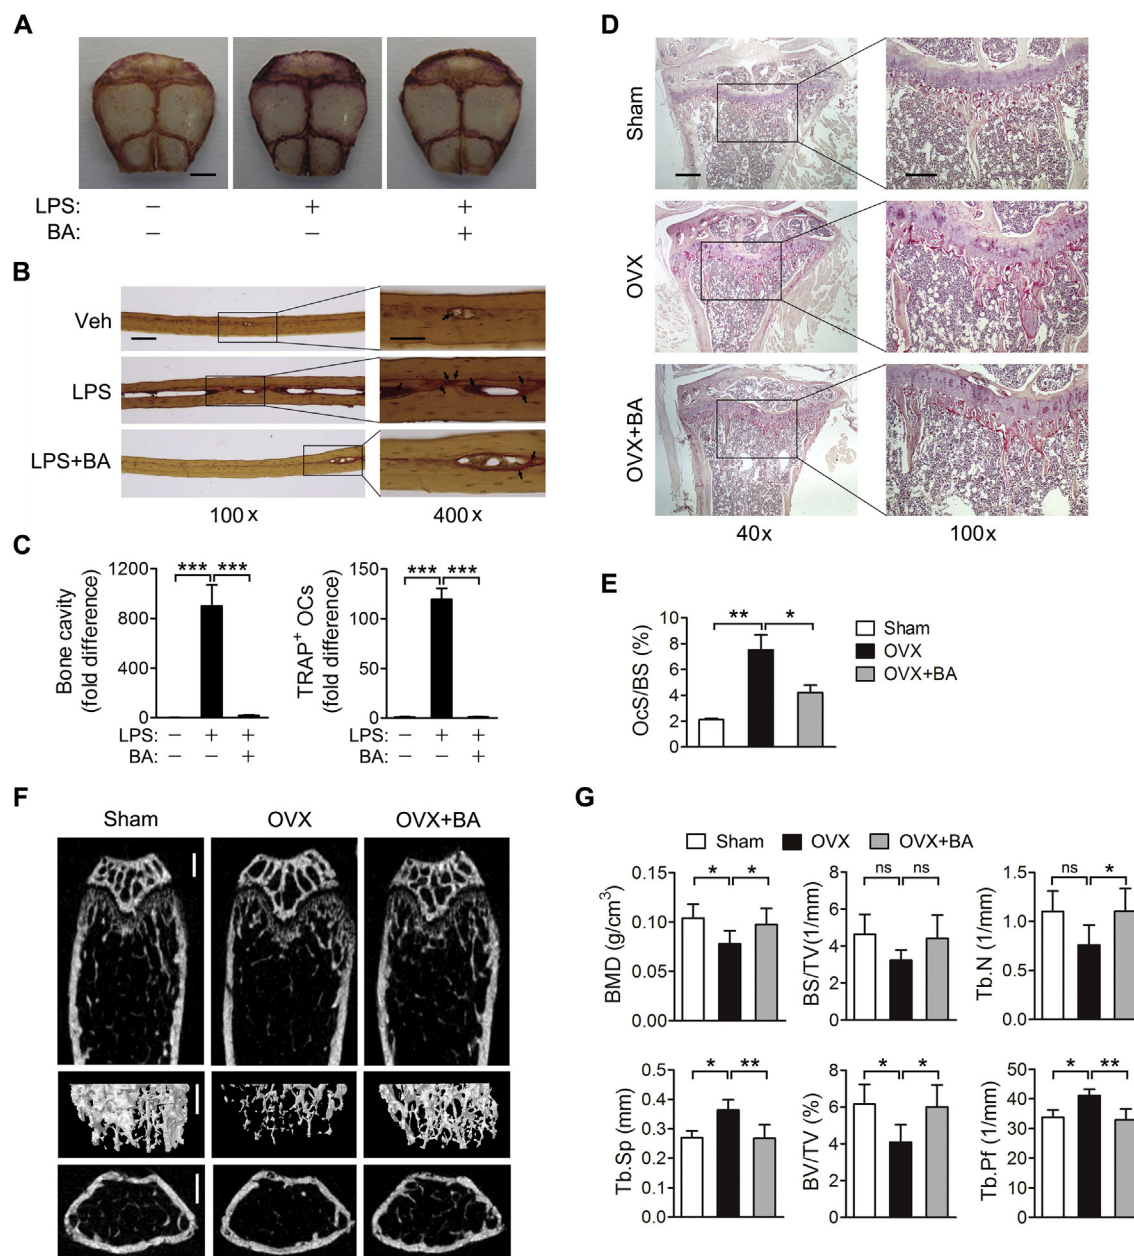 A
LPS: – + +
BA: – – +
B
Veh
LPS
LPS+BA
100x 400x
C
Bone cavity
(fold difference)
1200
800
400
0
LPS: – + +
BA: – – +
*** ***
TRAP+ OCs
(fold difference)
150
100
50
0
LPS: – + +
BA: – – +
*** ***
D
Sham
OVX
OVX+BA
40x 100x
E
OcS/BS (%)
10
8
6
4
2
0
** *
Sham
OVX
OVX+BA
F
Sham OVX OVX+BA
G
Sham OVX OVX+BA
BMD (g/cm3)
0.15
0.10
0.05
0.00
* *
BS/TV(1/mm)
8
6
4
2
0
ns ns
Tb.N (1/mm)
1.5
1.0
0.5
0.0
ns *
Tb.Sp (mm)
0.5
0.4
0.3
0.2
0.1
0.0
* **
BV/TV (%)
8
6
4
2
0
* *
Tb.Pf (1/mm)
50
40
30
20
10
0
* **